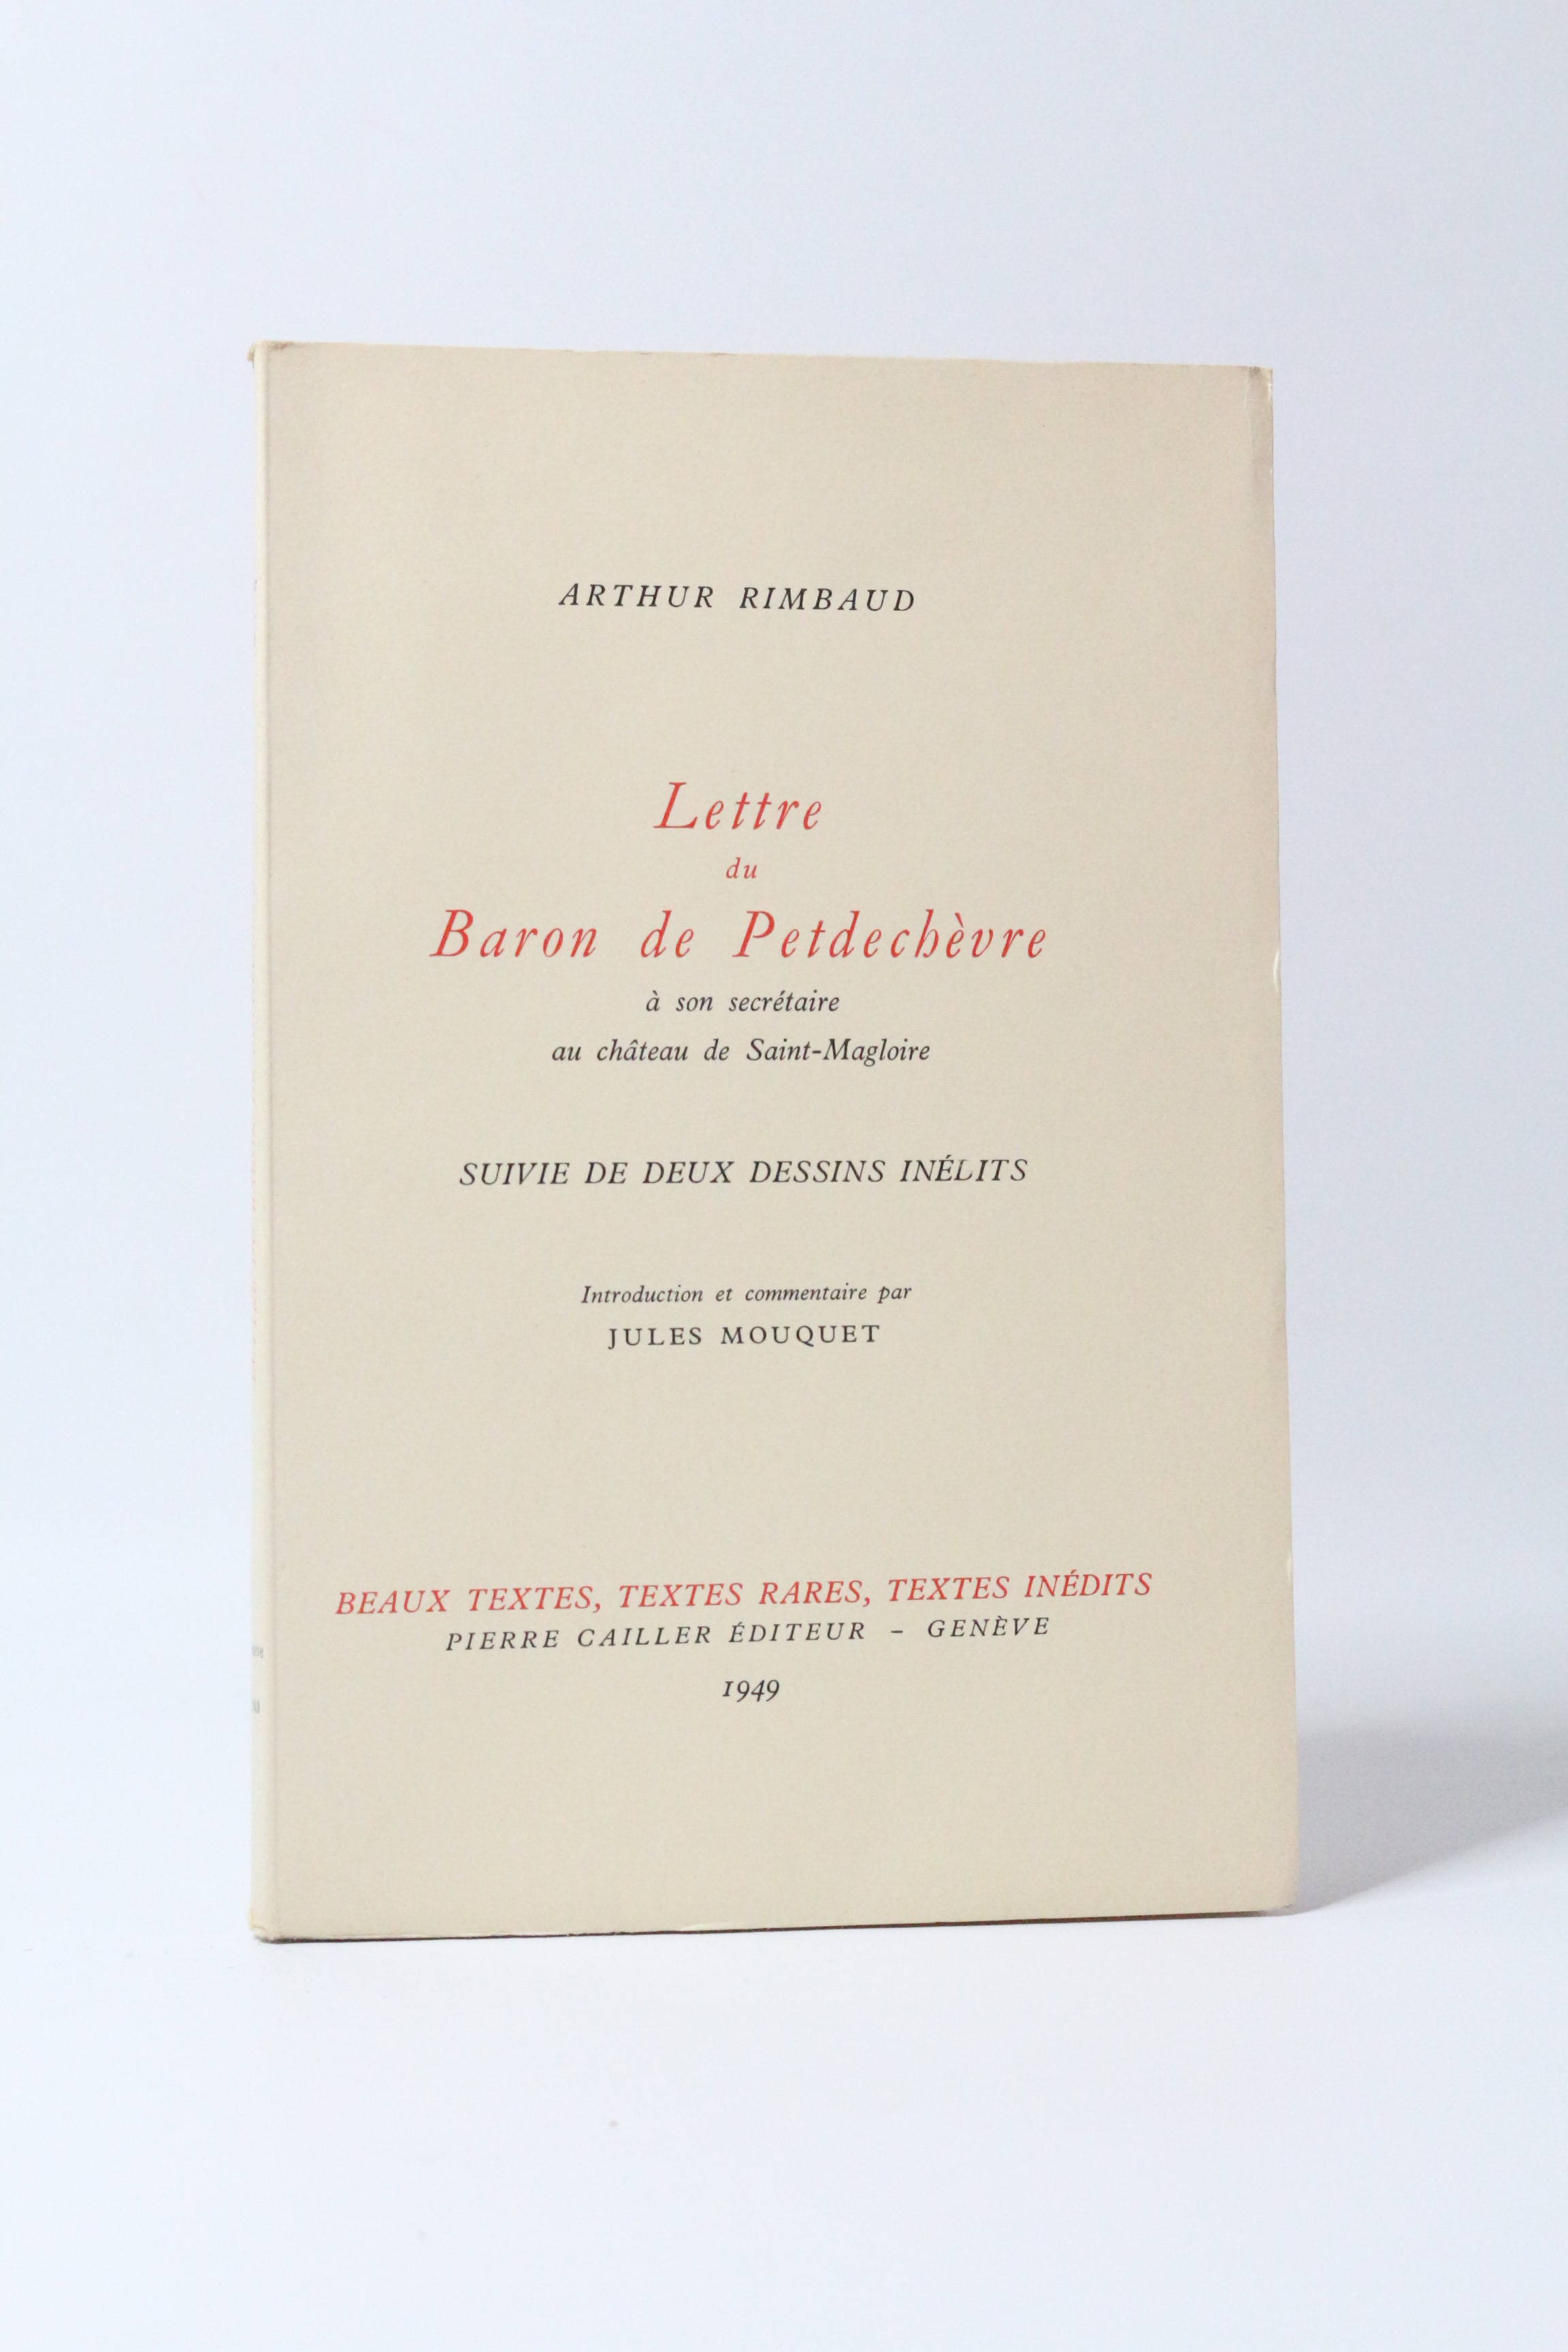 ARTHUR RIMBAUD
Lettre
du
Baron de Petdechèvre
à son secrétaire
au château de Saint-Magloire
SUIVIE DE DEUX DESSINS INÉLITS
Introduction et commentaire par
JULES MOUQUET
BEAUX TEXTES, TEXTES RARES, TEXTES INÉDITS
PIERRE CAILLER ÉDITEUR – GENÈVE
1949